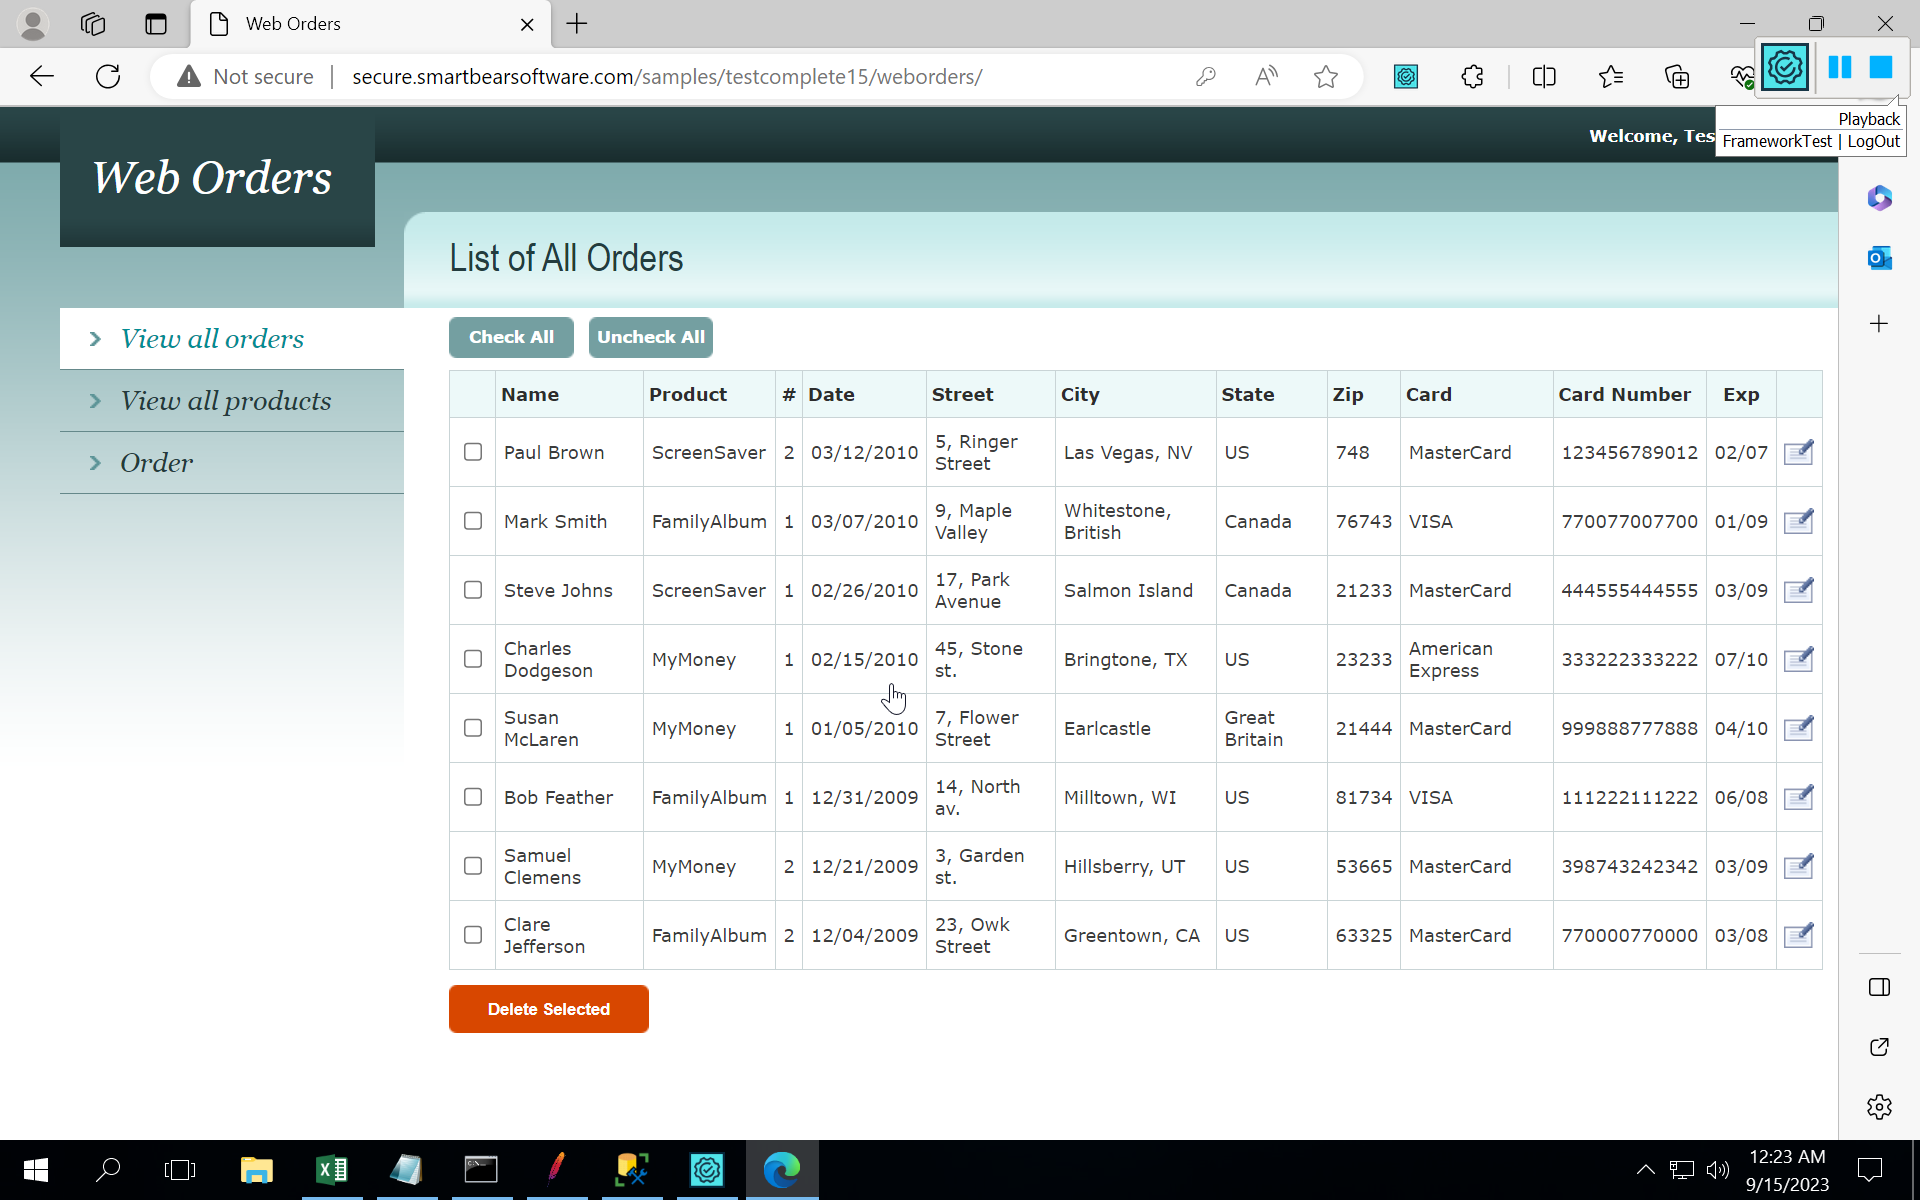 Web Orders
Not secure
secure.smartbearsoftware.com/samples/testcomplete15/weborders/
Playback
FrameworkTest | LogOut
Welcome, Tes
Web Orders
List of All Orders
View all orders
View all products
Order
Check All
Uncheck All
Name Product # Date Street City State Zip Card Card Number Exp
Paul Brown ScreenSaver 2 03/12/2010 5, Ringer Street Las Vegas, NV US 748 MasterCard 123456789012 02/07
Mark Smith FamilyAlbum 1 03/07/2010 9, Maple Valley Whitestone, British Canada 76743 VISA 770077007700 01/09
Steve Johns ScreenSaver 1 02/26/2010 17, Park Avenue Salmon Island Canada 21233 MasterCard 444555444555 03/09
Charles Dodgeson MyMoney 1 02/15/2010 45, Stone st. Bringtone, TX US 23233 American Express 333222333222 07/10
Susan McLaren MyMoney 1 01/05/2010 7, Flower Street Earlcastle Great Britain 21444 MasterCard 999888777888 04/10
Bob Feather FamilyAlbum 1 12/31/2009 14, North av. Milltown, WI US 81734 VISA 111222111222 06/08
Samuel Clemens MyMoney 2 12/21/2009 3, Garden st. Hillsberry, UT US 53665 MasterCard 398743242342 03/09
Clare Jefferson FamilyAlbum 2 12/04/2009 23, Owk Street Greentown, CA US 63325 MasterCard 770000770000 03/08
Delete Selected
12:23 AM
9/15/2023